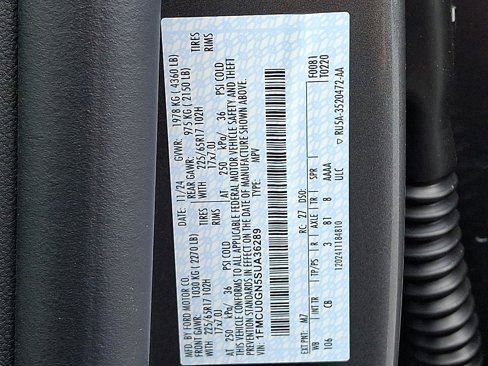 MFD. BY FORD MOTOR CO.
DATE: 11/24 GVWR: 1978 KG ( 4360 LB)
FRONT GAWR: 1030 KG ( 2270 LB) REAR GAWR: 975 KG ( 2150 LB)
WITH 225/65R17 102H TIRES WITH 225/65R17 102H TIRES
17x7.0J RIMS 17x7.0J RIMS
AT 250 kPa/ 36 PSI COLD AT 250 kPa/ 36 PSI COLD
THIS VEHICLE CONFORMS TO ALL APPLICABLE FEDERAL MOTOR VEHICLE SAFETY AND THEFT
PREVENTION STANDARDS IN EFFECT ON THE DATE OF MANUFACTURE SHOWN ABOVE.
VIN: 1FMCU0GN5SUA36289 TYPE: MPV
F0081
T0220
EXT PNT: M7 RC: 27 DSO:
WB INT TR TP/PS R AXLE TR SPR
106 CB 3 81 8 AAAA
120241184810 ULC ▽ RU5A-3520472-AA